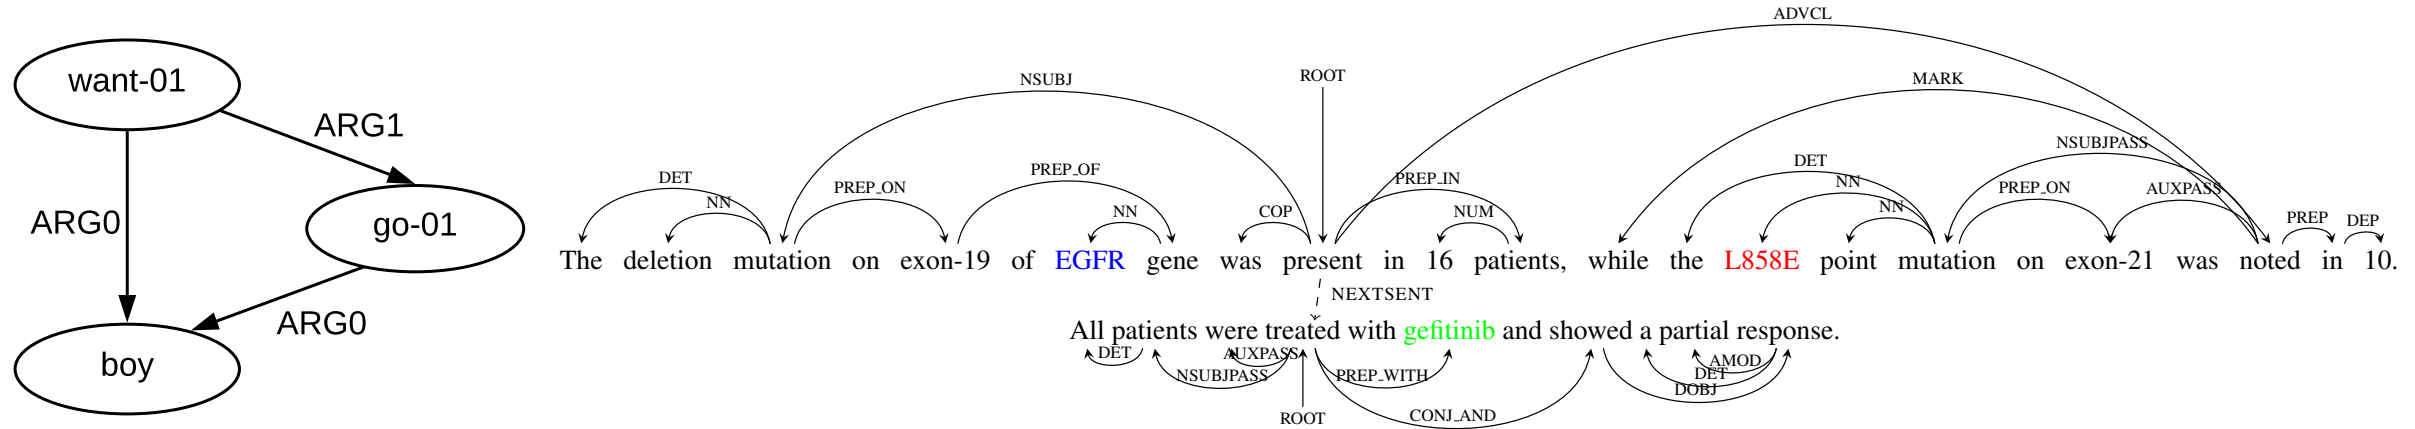 want-01
ARG1
ARG0
go-01
ARG0
boy
ADVCL
ROOT
NSUBJ
MARK
NSUBJPASS
DET
PREP_OF
DET
PREP_ON
PREP_IN
NN
PREP_ON
AUXPASS
NN
NN
COP
NUM
NN
PREP
DEP
The deletion mutation on exon-19 of EGFR gene was present in 16 patients, while the L858E point mutation on exon-21 was noted in 10.
NEXTSENT
All patients were treated with gefitinib and showed a partial response.
DET
AUXPASS
AMOD
NSUBJPASS
PREP_WITH
DET
DOBJ
ROOT
CONJ_AND